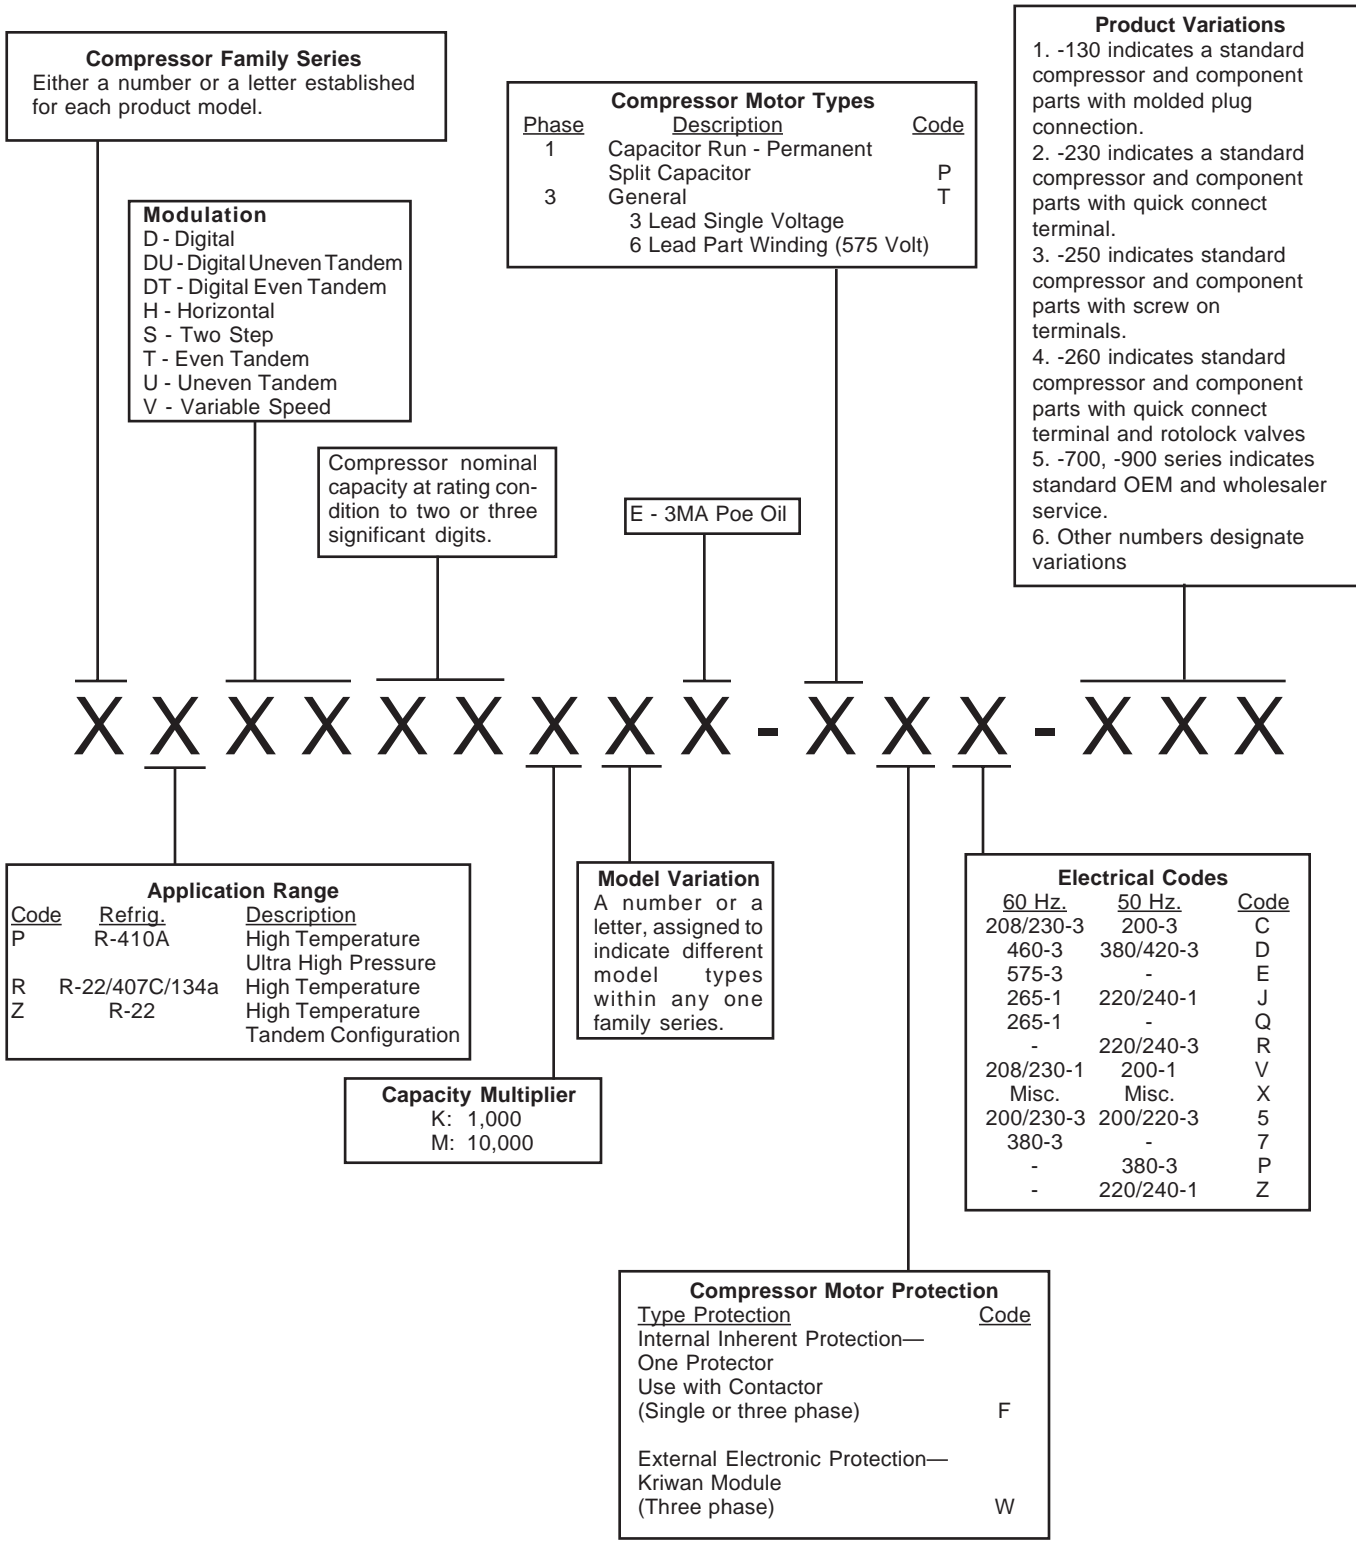 Compressor Family Series
Either a number or a letter established
for each product model.
Modulation
D - Digital
DU - Digital Uneven Tandem
DT - Digital Even Tandem
H - Horizontal
S - Two Step
T - Even Tandem
U - Uneven Tandem
V - Variable Speed
Compressor nominal
capacity at rating con-
dition to two or three
significant digits.
Compressor Motor Types
Phase Description Code
1 Capacitor Run - Permanent
Split Capacitor P
3 General T
3 Lead Single Voltage
6 Lead Part Winding (575 Volt)
E - 3MA Poe Oil
Product Variations
1. -130 indicates a standard
compressor and component
parts with molded plug
connection.
2. -230 indicates a standard
compressor and component
parts with quick connect
terminal.
3. -250 indicates standard
compressor and component
parts with screw on
terminals.
4. -260 indicates standard
compressor and component
parts with quick connect
terminal and rotolock valves
5. -700, -900 series indicates
standard OEM and wholesaler
service.
6. Other numbers designate
variations
X X X X X X X X X - X X X - X X X
Application Range
Code Refrig. Description
P R-410A High Temperature
Ultra High Pressure
R R-22/407C/134a High Temperature
Z R-22 High Temperature
Tandem Configuration
Capacity Multiplier
K: 1,000
M: 10,000
Model Variation
A number or a
letter, assigned to
indicate different
model types
within any one
family series.
Electrical Codes
60 Hz. 50 Hz. Code
208/230-3 200-3 C
460-3 380/420-3 D
575-3 - E
265-1 220/240-1 J
265-1 - Q
- 220/240-3 R
208/230-1 200-1 V
Misc. Misc. X
200/230-3 200/220-3 5
380-3 - 7
- 380-3 P
- 220/240-1 Z
Compressor Motor Protection
Type Protection Code
Internal Inherent Protection—
One Protector
Use with Contactor
(Single or three phase) F
External Electronic Protection—
Kriwan Module
(Three phase) W